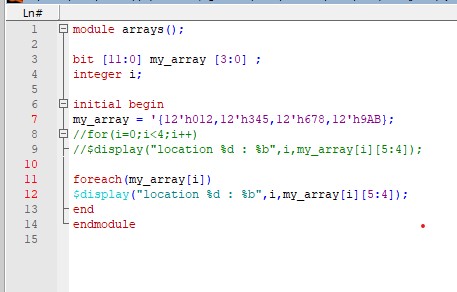 Ln#
1 module arrays();
2
3 bit [11:0] my_array [3:0] ;
4 integer i;
5
6 initial begin
7 my_array = '{12'h012,12'h345,12'h678,12'h9AB};
8 //for(i=0;i<4;i++)
9 //$display("location %d : %b",i,my_array[i][5:4]);
10
11 foreach(my_array[i])
12 $display("location %d : %b",i,my_array[i][5:4]);
13 end
14 endmodule
15